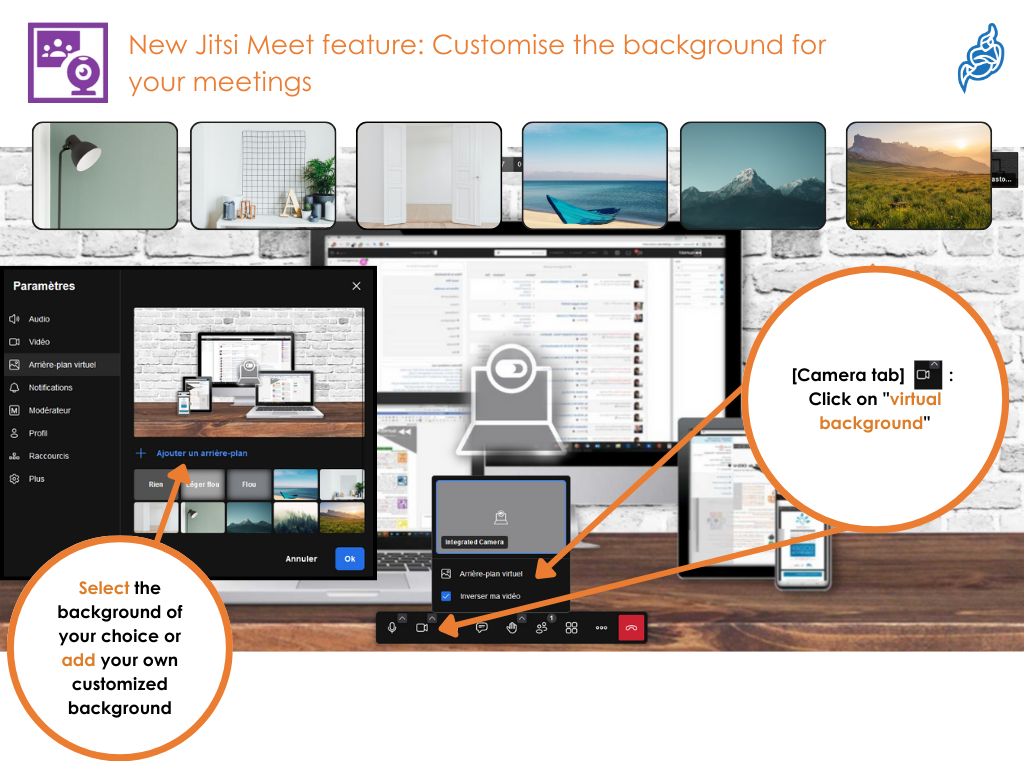 New Jitsi Meet feature: Customise the background for
your meetings
asto...
Paramètres
Audio
Vidéo
Arrière-plan virtuel
Notifications
Modérateur
Profil
Raccourcis
Plus
Ajouter un arrière-plan
Rien
Léger flou
Flou
Annuler
Ok
[Camera tab] :
Click on "virtual
background"
Integrated Camera
Arrière-plan virtuel
Inverser ma vidéo
1
Select the
background of
your choice or
add your own
customized
background